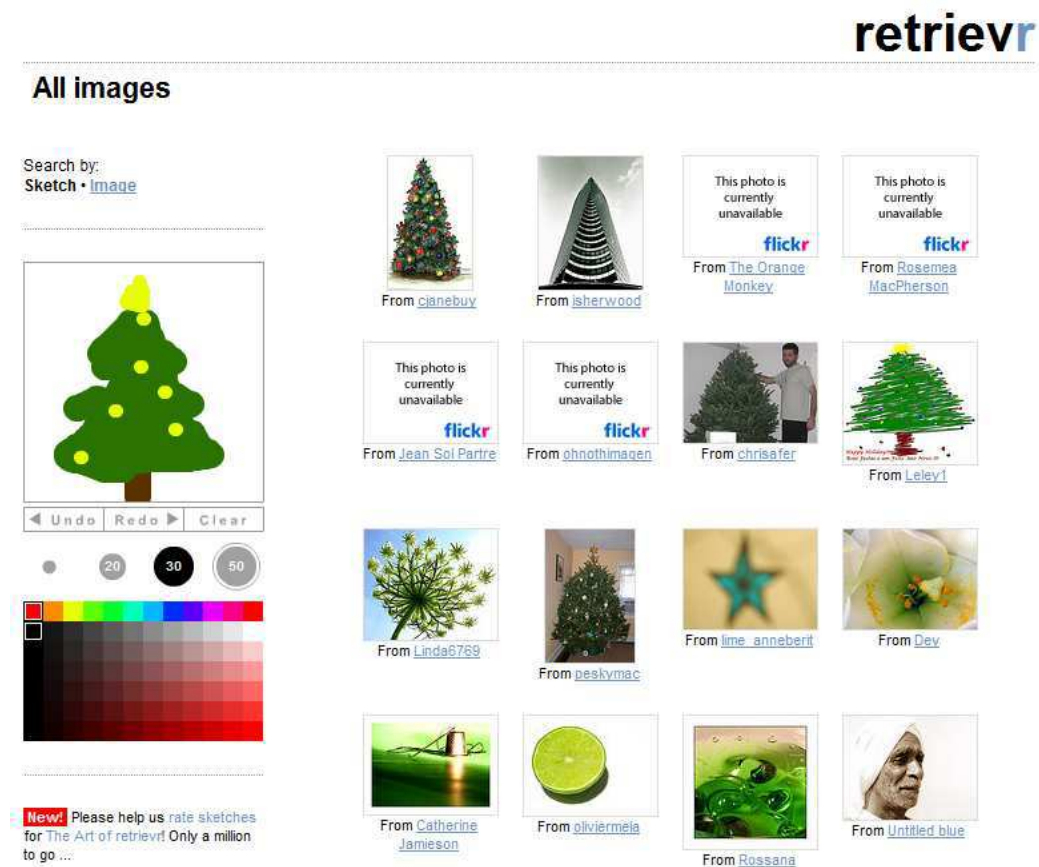 retrievr
All images
Search by:
Sketch • Image
Undo Redo Clear
20 30 50
New! Please help us rate sketches
for The Art of retrievr! Only a million
to go ...
From cjanebuy
From isherwood
This photo is
currently
unavailable
flickr
From The Orange
Monkey
This photo is
currently
unavailable
flickr
From Rosemea
MacPherson
This photo is
currently
unavailable
flickr
From Jean Sol Partre
This photo is
currently
unavailable
flickr
From ohnothimagen
From chrisafer
Happy Holidays
From Leley1
From Linda6769
From peskymac
From lime_anneberit
From Dey
From Catherine
Jamieson
From oliviermela
From Rossana
From Untitled blue